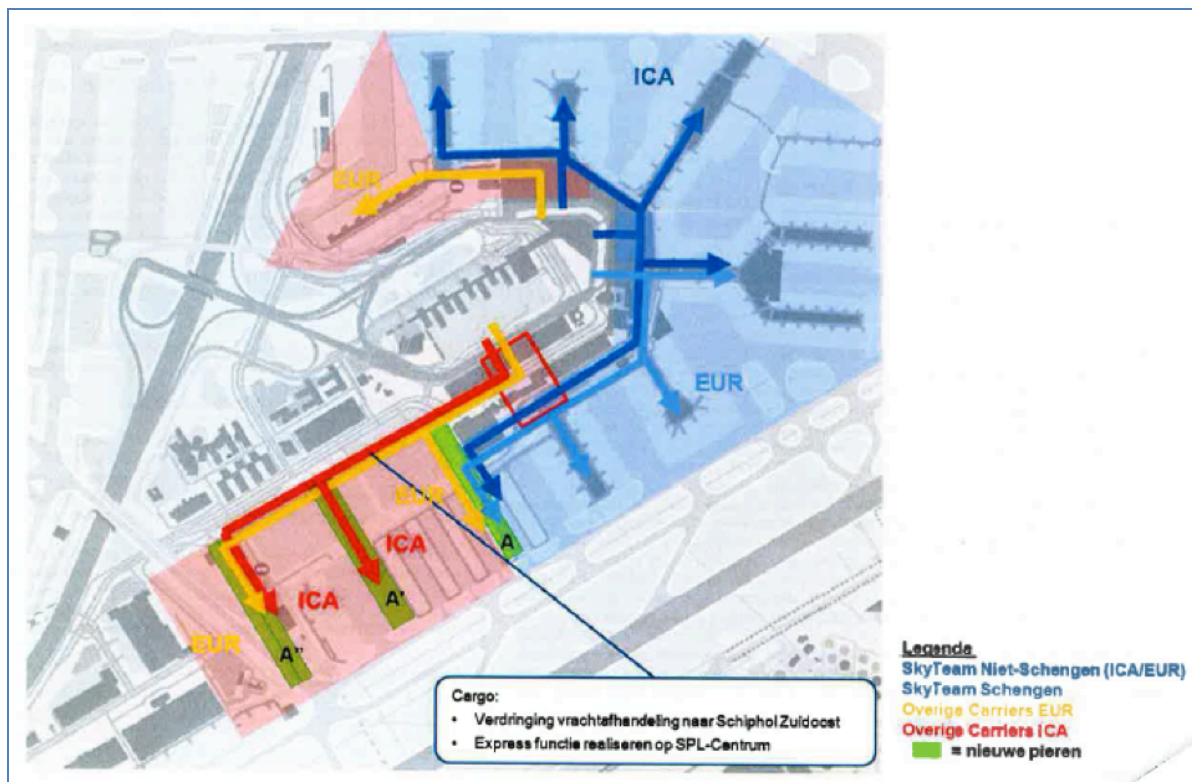 ICA
EUR
EUR
EUR
A
ICA
A'
ICA
EUR
A"
Cargo:
• Verdringing vrachtafhandeling naar Schiphol Zuidoost
• Express functie realiseren op SPL-Centrum
Legenda
SkyTeam Niet-Schengen (ICA/EUR)
SkyTeam Schengen
Overige Carriers EUR
Overige Carriers ICA
= nieuwe pieren